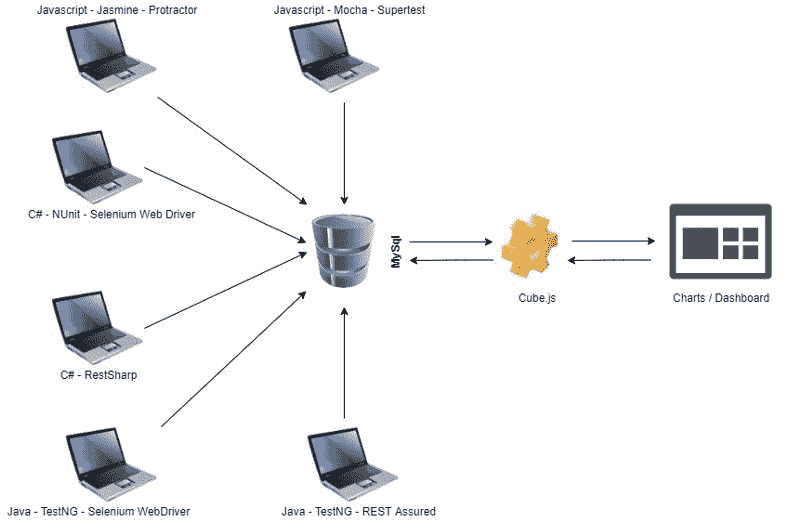 Javascript - Jasmine - Protractor
Javascript - Mocha - Supertest
C# - NUnit - Selenium Web Driver
MySql
Cube.js
Charts / Dashboard
C# - RestSharp
Java - TestNG - Selenium WebDriver
Java - TestNG - REST Assured